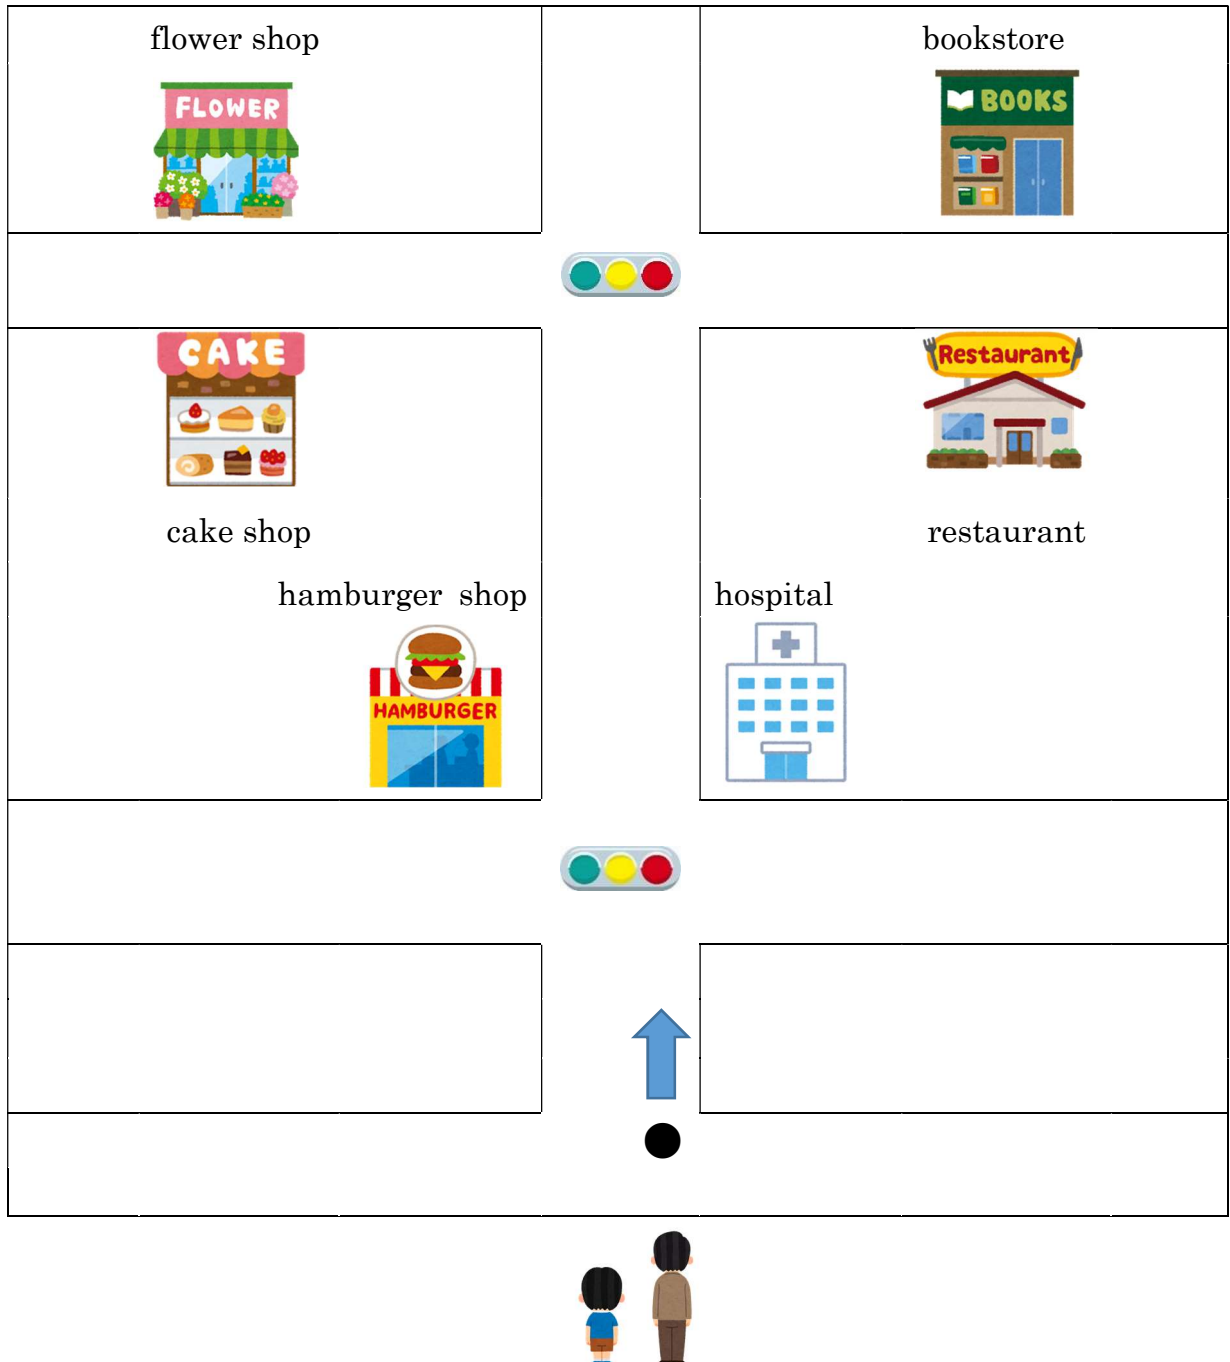 flower shop
bookstore
FLOWER
BOOKS
CAKE
Restaurant
cake shop
restaurant
hamburger shop
hospital
HAMBURGER